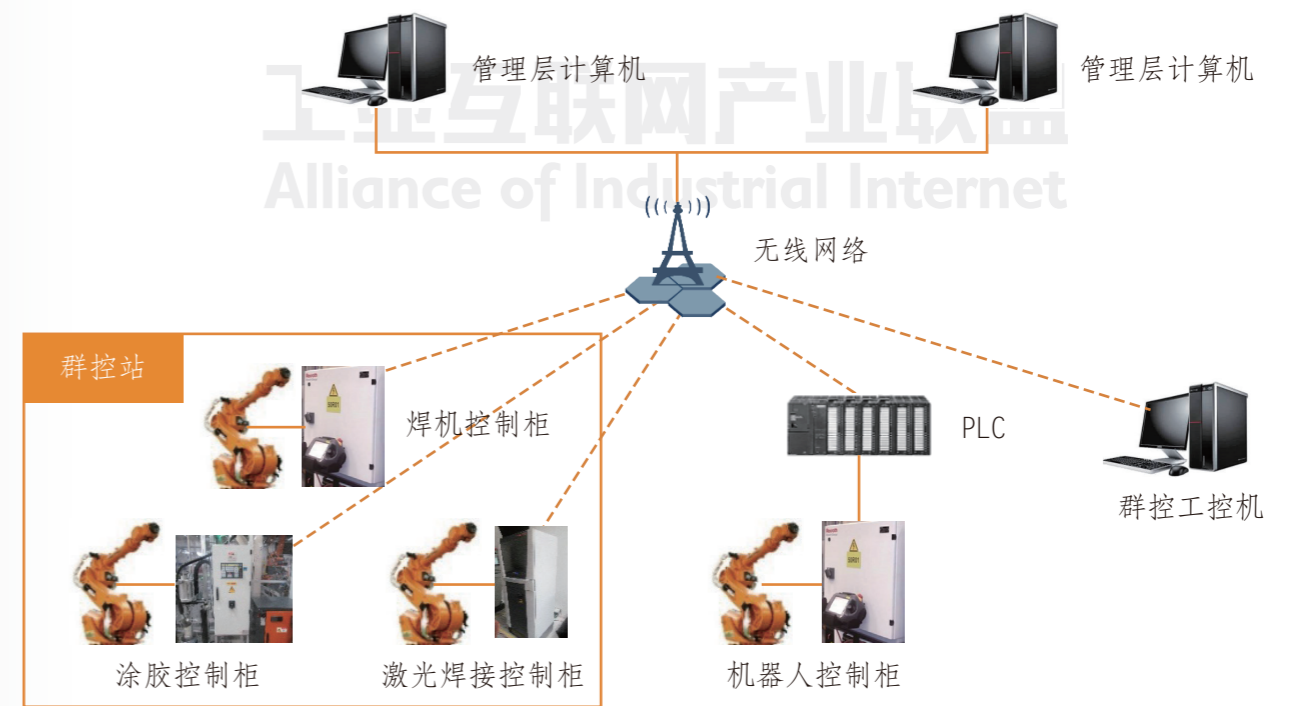 管理层计算机
管理层计算机
工业互联网产业联盟
Alliance of Industrial Internet
无线网络
群控站
焊机控制柜
PLC
群控工控机
涂胶控制柜
激光焊接控制柜
机器人控制柜